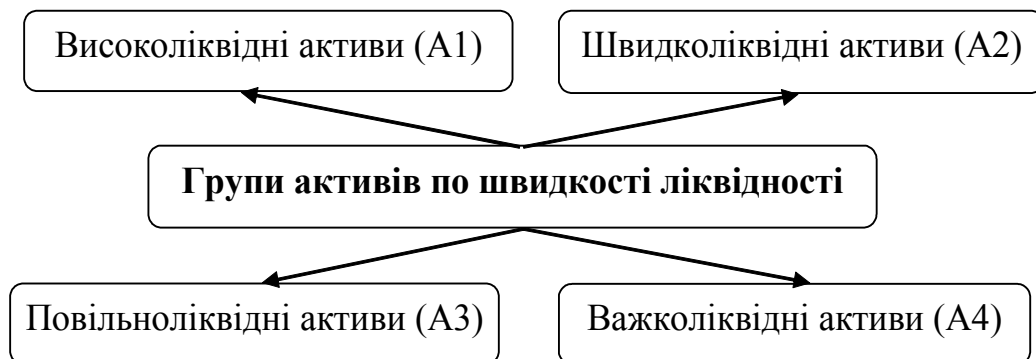 Високоліквідні активи (А1)
Швидколіквідні активи (А2)
Групи активів по швидкості ліквідності
Повільноліквідні активи (А3)
Важколіквідні активи (А4)